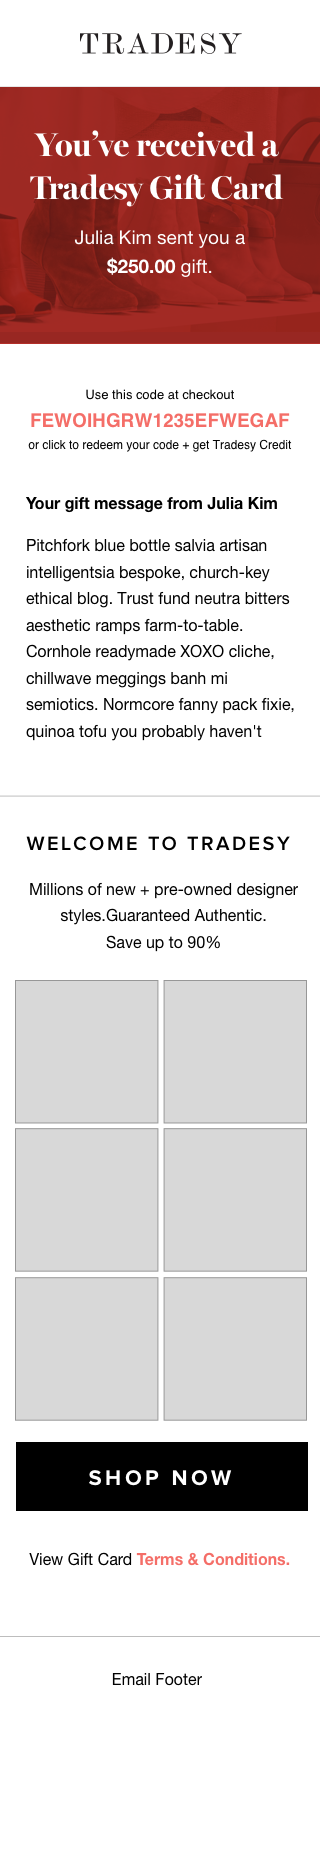 TRADESY
You've received a
Tradesy Gift Card
Julia Kim sent you a
$250.00 gift.
Use this code at checkout
FEWOIHGRW1235EFWEGAF
or click to redeem your code + get Tradesy Credit
Your gift message from Julia Kim
Pitchfork blue bottle salvia artisan
intelligentsia bespoke, church-key
ethical blog. Trust fund neutra bitters
aesthetic ramps farm-to-table.
Cornhole readymade XOXO cliche,
chillwave meggings banh mi
semiotics. Normcore fanny pack fixie,
quinoa tofu you probably haven't
WELCOME TO TRADESY
Millions of new + pre-owned designer
styles.Guaranteed Authentic.
Save up to 90%
SHOP NOW
View Gift Card Terms & Conditions.
Email Footer